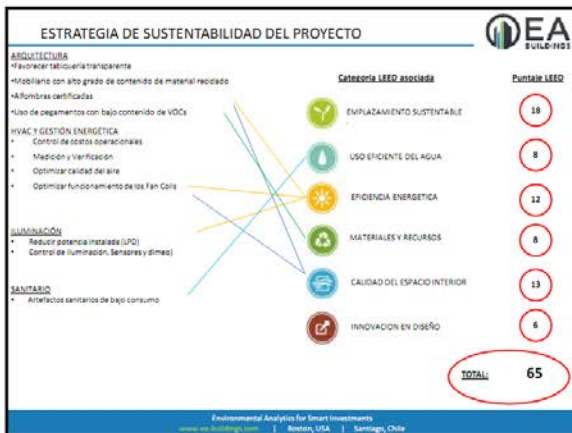 ESTRATEGIA DE SUSTENTABILIDAD DEL PROYECTO
EA
BUILDINGS
ARQUITECTURA
•Favorecer tabiquería transparente
•Mobiliario con alto grado de contenido de material reciclado
•Alfombras certificadas
•Uso de pegamentos con bajo contenido de VOCs
HVAC Y GESTIÓN ENERGÉTICA
• Control de costos operacionales
• Medición y Verificación
• Optimizar calidad del aire
• Optimizar funcionamiento de los Fan Coils
ILUMINACIÓN
• Reducir potencia instalada (LPD)
• Control de iluminación. Sensores y dimeo)
SANITARIO
• Artefactos sanitarios de bajo consumo
Categoría LEED asociada
Puntaje LEED
EMPLAZAMIENTO SUSTENTABLE
18
USO EFICIENTE DEL AGUA
8
EFICIENCIA ENERGETICA
12
MATERIALES Y RECURSOS
8
CALIDAD DEL ESPACIO INTERIOR
13
INNOVACION EN DISEÑO
6
TOTAL: 65
Environmental Analytics for Smart Investments
www.ea-buildings.com | Boston, USA | Santiago, Chile